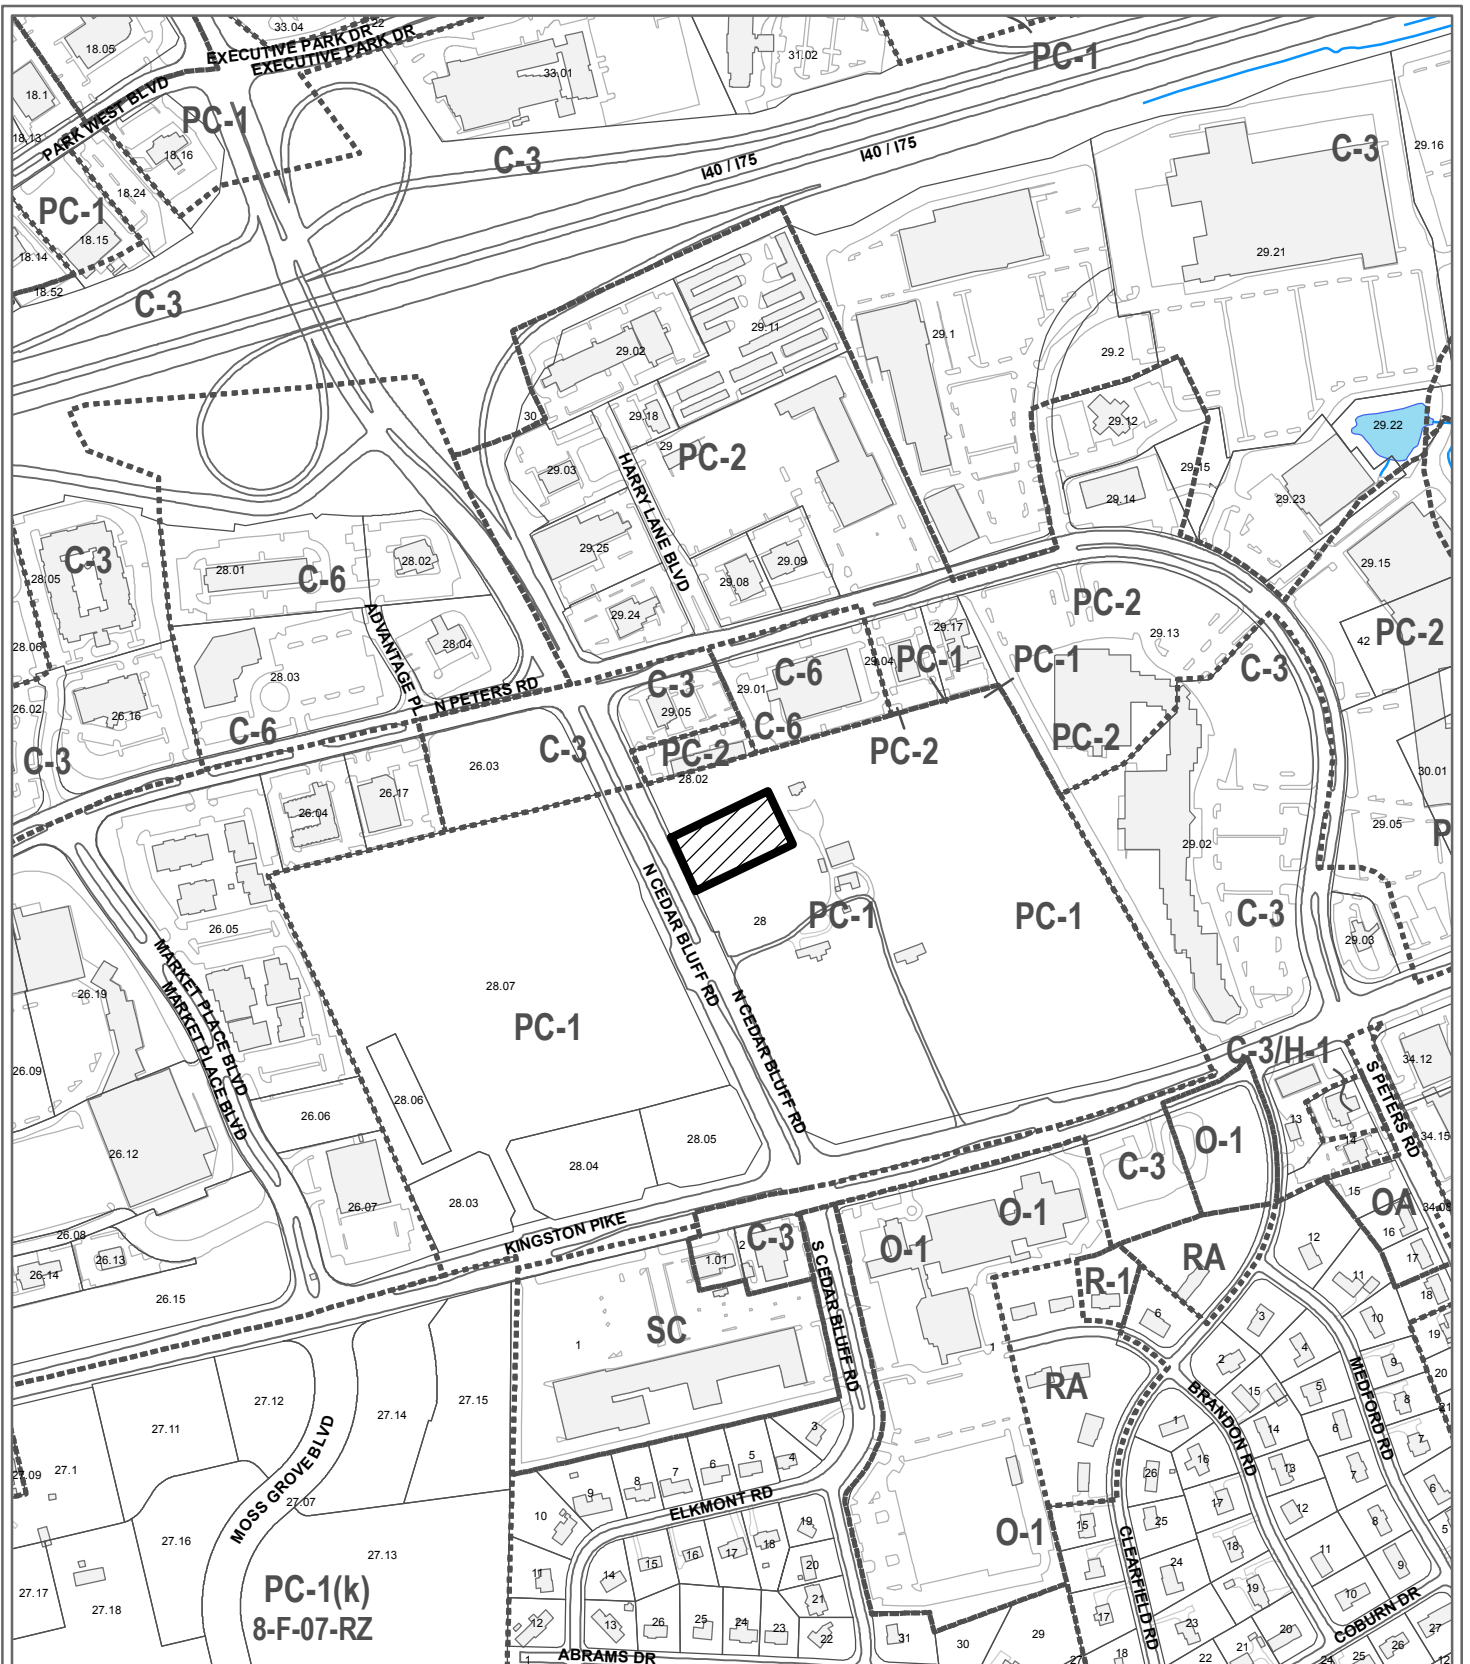 33.04
22
18.05
EXECUTIVE PARK DR
EXECUTIVE PARK DR
31.02
PC-1
33.01
18.1
PARK WEST BLVD
PC-1
18.13
18.16
C-3
I40 / I75
I40 / I75
C-3
29.16
18.24
PC-1
18.15
18.14
29.21
18.52
C-3
29.11
29.1
29.02
29.2
30
29.18
29.12
29.22
29
PC-2
29.03
HARRY LANE BLVD
29.15
29.14
29.23
29.25
C-3
28.05
28.01
C-6
28.02
29.09
29.08
29.15
29.24
ADVANTAGE PL
PC-2
29.17
29.13
PC-2
42
28.06
28.04
29.04
PC-1
PC-1
C-3
28.03
C-3
C-6
29.01
N PETERS RD
29.05
26.02
26.16
C-6
C-6
C-3
PC-2
PC-2
PC-2
C-3
26.03
28.02
30.01
26.17
26.04
29.05
P
29.02
N CEDAR BLUFF RD
28
PC-1
PC-1
C-3
26.05
29.03
MARKET PLACE BLVD
MARKET PLACE BLVD
26.19
28.07
PC-1
N CEDAR BLUFF RD
C-3/H-1
34.12
26.09
S PETERS RD
28.06
26.06
13
28.05
34.15
26.12
O-1
14
28.04
C-3
15
26.07
28.03
OA
34.08
26.08
KINGSTON PIKE
O-1
16
C-3
2
O-1
12
26.13
1.01
RA
17
26.14
S CEDAR BLUFF RD
11
26.15
R-1
18
6
3
10
SC
19
1
1
4
2
9
20
27.12
RA
MEDFORD RD
5
27.15
27.14
15
8
21
27.11
BRANDON RD
1
3
14
6
MOSS GROVE BLVD
7
5
4
16
27.1
6
13
7
27.09
8
26
6
9
17
12
27.07
ELKMONT RD
10
O-1
15
25
8
5
19
27.16
CLEARFIELD RD
18
18
17
16
11
27.13
15
24
9
20
11
14
PC-1(k)
19
27.17
10
21
27.18
17
COBURN DR
8-F-07-RZ
12
13
26
25
24
23
22
31
30
29
23
20
27
21
26
ABRAMS DR
1
27
18
22
24
25
12